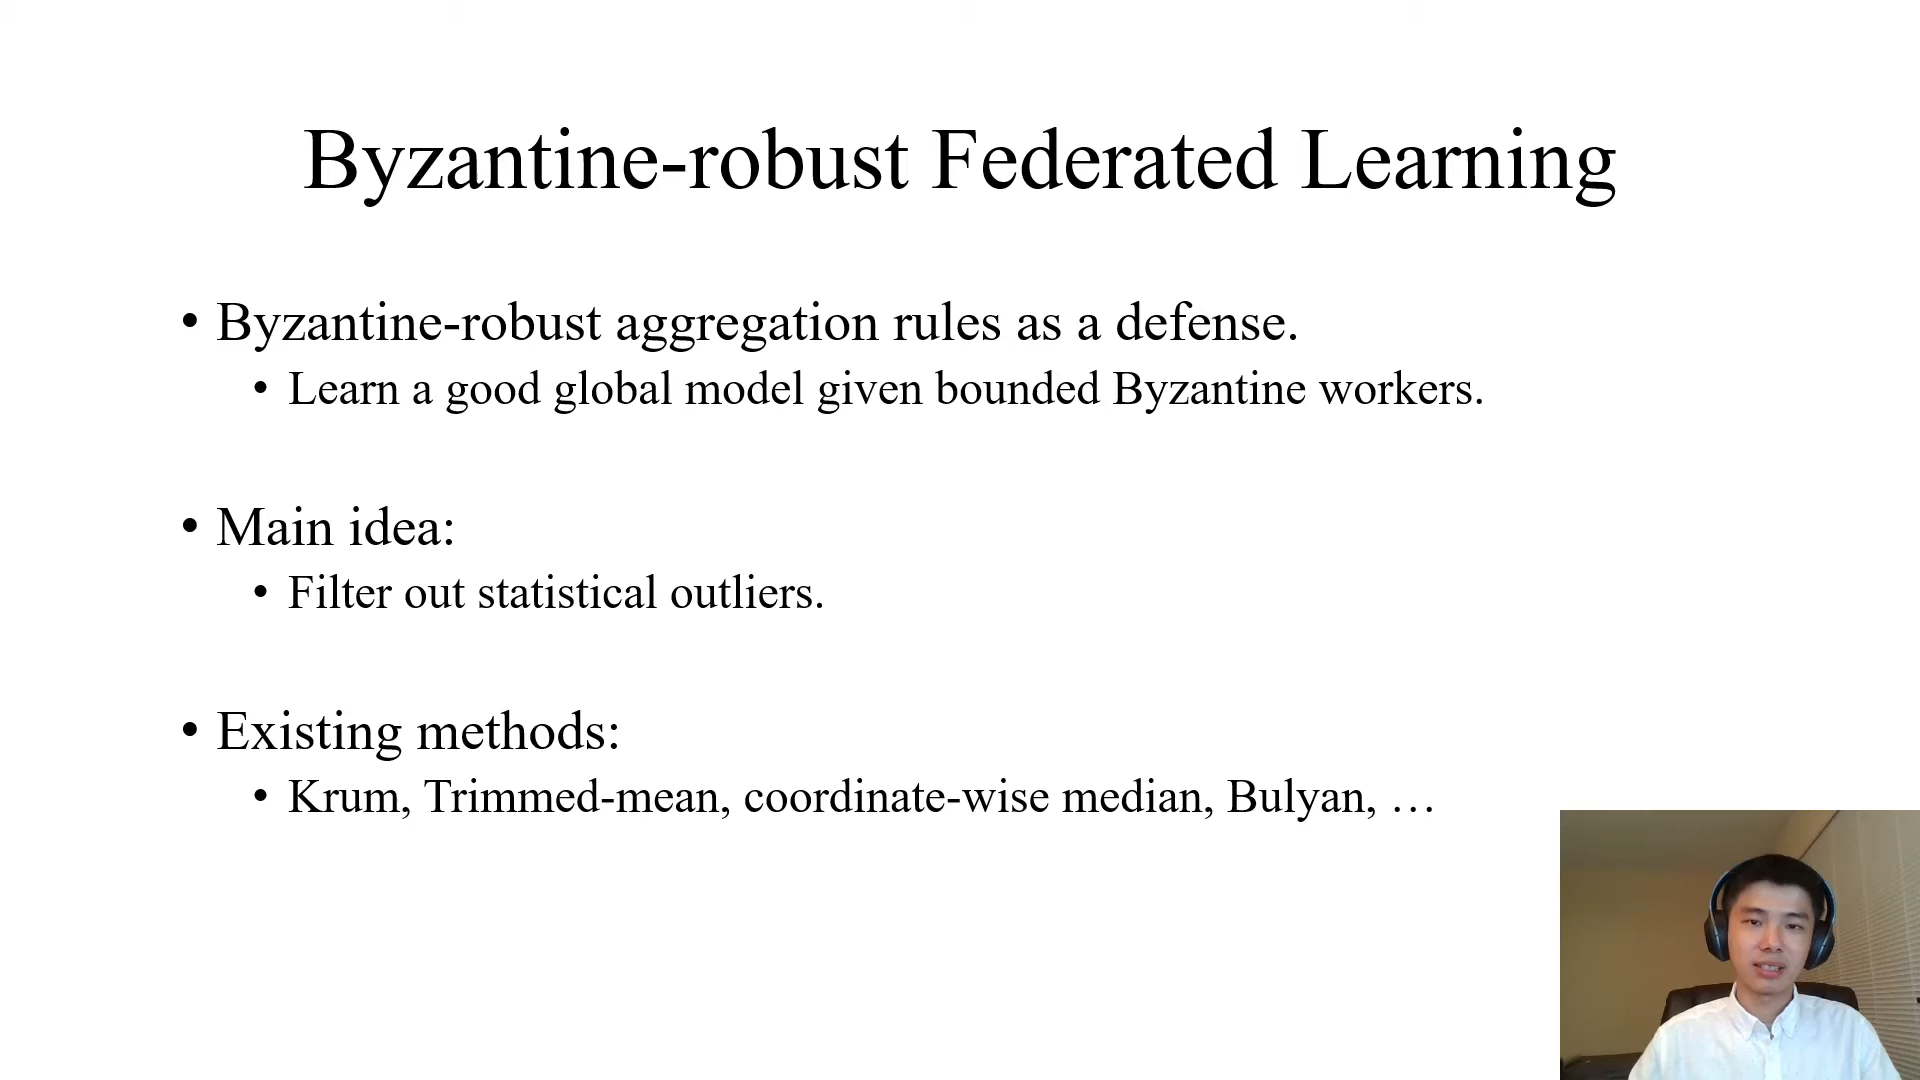 Byzantine-robust Federated Learning
• Byzantine-robust aggregation rules as a defense.
• Learn a good global model given bounded Byzantine workers.
• Main idea:
• Filter out statistical outliers.
• Existing methods:
• Krum, Trimmed-mean, coordinate-wise median, Bulyan, …